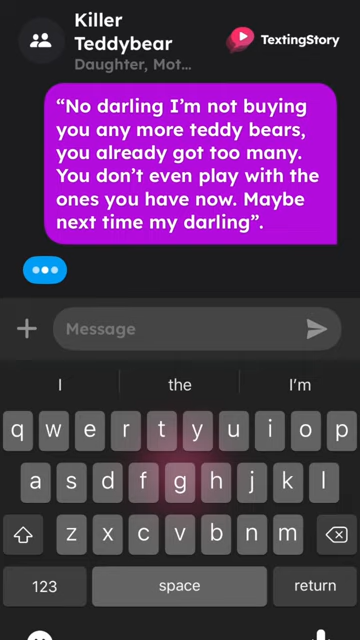 Killer
Teddybear
Daughter, Mot...
TextingStory
“No darling I’m not buying
you any more teddy bears,
you already got too many.
You don’t even play with the
ones you have now. Maybe
next time my darling”.
Message
I the I’m
q w e r t y u i o p
a s d f g h j k l
z x c v b n m
123 space return